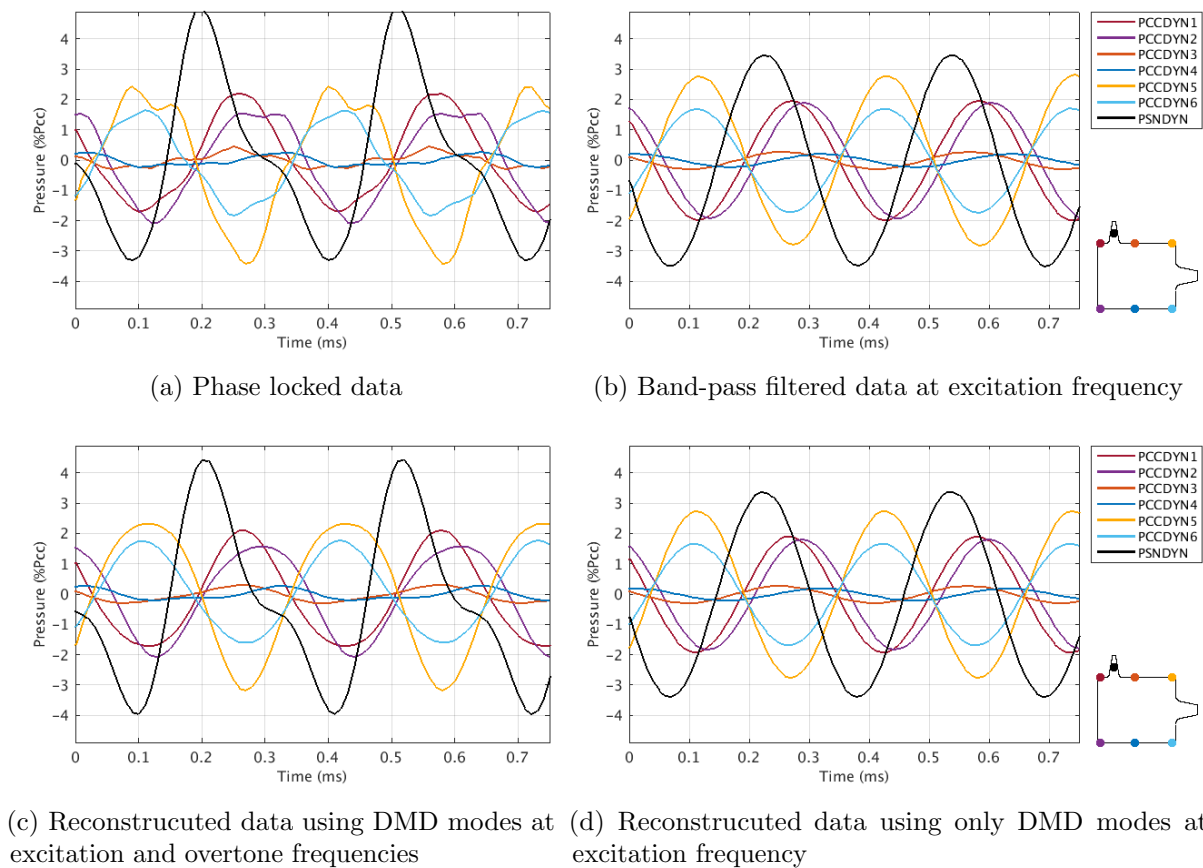 4
3
2
1
0
-1
-2
-3
-4
Pressure (%Pcc)
0 0.1 0.2 0.3 0.4 0.5 0.6 0.7
Time (ms)
(a) Phase locked data
4
3
2
1
0
-1
-2
-3
-4
Pressure (%Pcc)
0 0.1 0.2 0.3 0.4 0.5 0.6 0.7
Time (ms)
PCCDYN1
PCCDYN2
PCCDYN3
PCCDYN4
PCCDYN5
PCCDYN6
PSNDYN
(b) Band-pass filtered data at excitation frequency
4
3
2
1
0
-1
-2
-3
-4
Pressure (%Pcc)
0 0.1 0.2 0.3 0.4 0.5 0.6 0.7
Time (ms)
(c) Reconstrucuted data using DMD modes at
excitation and overtone frequencies
4
3
2
1
0
-1
-2
-3
-4
Pressure (%Pcc)
0 0.1 0.2 0.3 0.4 0.5 0.6 0.7
Time (ms)
PCCDYN1
PCCDYN2
PCCDYN3
PCCDYN4
PCCDYN5
PCCDYN6
PSNDYN
(d) Reconstrucuted data using only DMD modes at
excitation frequency